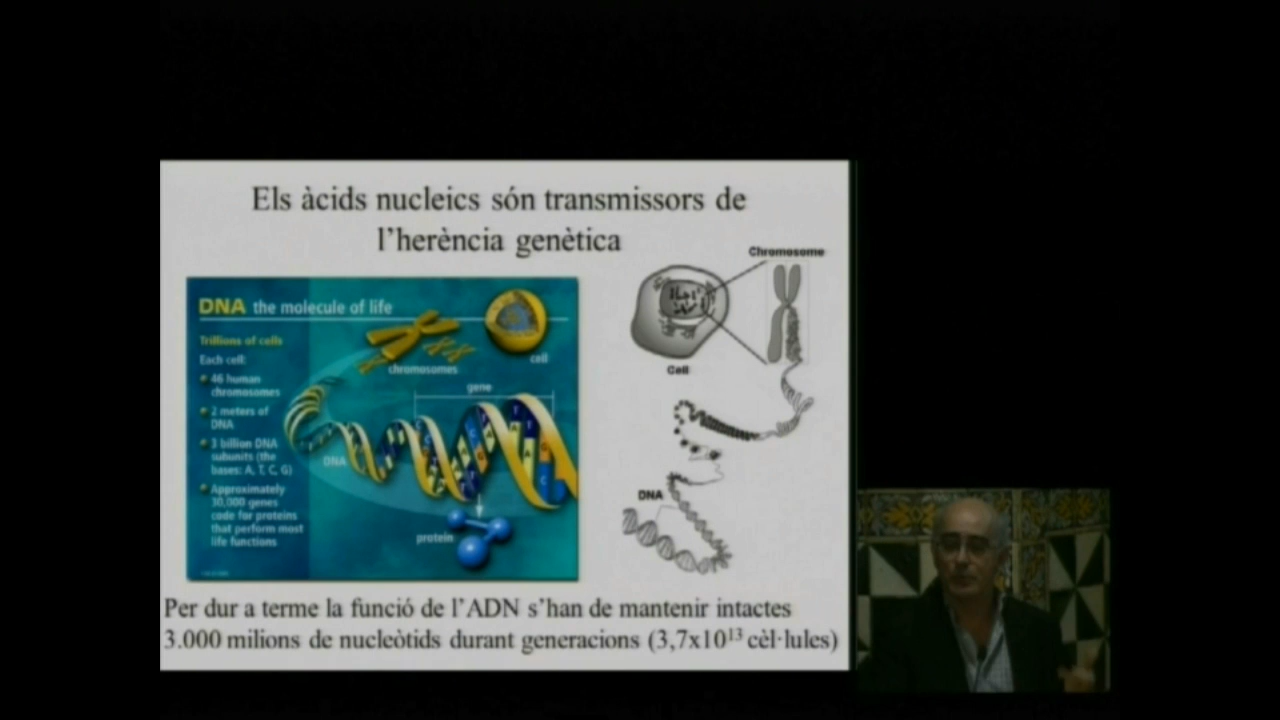 Els àcids nucleics són transmissors de
l'herència genètica
DNA the molecule of life
Trillions of cells
Each cell:
46 human
chromosomes
2 meters of
DNA
3 billion DNA
subunits (the
bases: A, T, C, G)
Approximately
30,000 genes
code for proteins
that perform most
life functions
chromosomes
cell
gene
DNA
protein
Chromosome
Cell
DNA
Per dur a terme la funció de l'ADN s'han de mantenir intactes
3.000 milions de nucleòtids durant generacions (3,7x10¹³ cèl·lules)